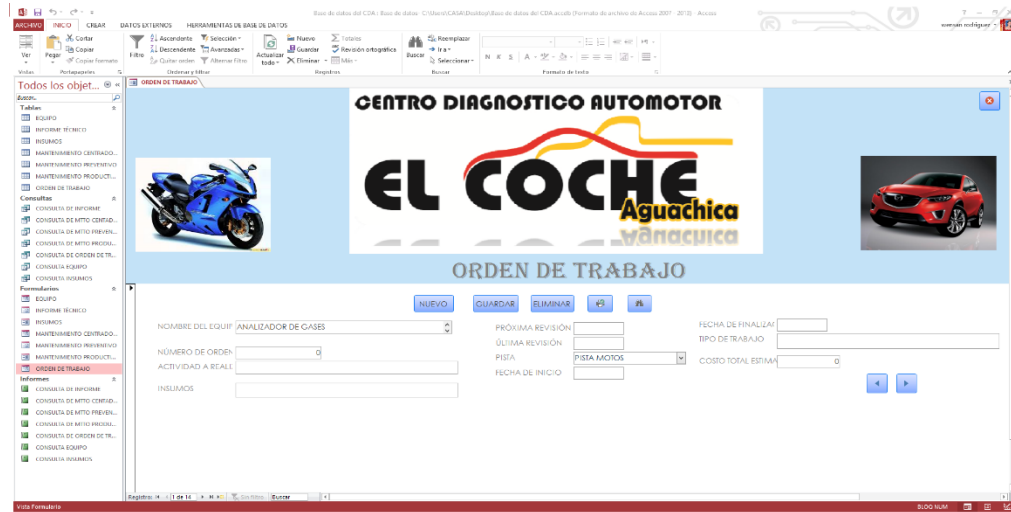 Base de datos del CDA : Base de datos- C:\Users\CASA\Desktop\Base de datos del CDA.accdb (Formato de archivo de Access 2007 - 2013) - Access
ARCHIVO INICIO CREAR DATOS EXTERNOS HERRAMIENTAS DE BASE DE DATOS
Ver
Pegar
Cortar
Copiar
Copiar formato
Filtro
Ascendente
Descendente
Quitar orden
Selección
Avanzadas
Alternar filtro
Actualizar todo
Nuevo
Guardar
Eliminar
Totales
Revisión ortográfica
Más
Buscar
Reemplazar
Ir a
Seleccionar
N K S A
Vistas Portapapeles Ordenar y filtrar Registros Buscar Formato de texto
Todos los objet...
Buscar...
Tablas
EQUIPO
INFORME TÉCNICO
INSUMOS
MANTENIMIENTO CENTRADO...
MANTENIMIENTO PREVENTIVO
MANTENIMIENTO PRODUCTI...
ORDEN DE TRABAJO
Consultas
CONSULTA DE INFORME
CONSULTA DE MTTO CENTAD...
CONSULTA DE MTTO PREVEN...
CONSULTA DE MTTO PRODU...
CONSULTA DE ORDEN DE TR...
CONSULTA EQUIPO
CONSULTA INSUMOS
Formularios
EQUIPO
INFORME TÉCNICO
INSUMOS
MANTENIMIENTO CENTRADO...
MANTENIMIENTO PREVENTIVO
MANTENIMIENTO PRODUCTI...
ORDEN DE TRABAJO
Informes
CONSULTA DE INFORME
CONSULTA DE MTTO CENTAD...
CONSULTA DE MTTO PREVEN...
CONSULTA DE MTTO PRODU...
CONSULTA DE ORDEN DE TR...
CONSULTA EQUIPO
CONSULTA INSUMOS
ORDEN DE TRABAJO
CENTRO DIAGNOSTICO AUTOMOTOR
EL COCHE
Aguachica
ORDEN DE TRABAJO
NUEVO GUARDAR ELIMINAR
NOMBRE DEL EQUIP ANALIZADOR DE GASES
NÚMERO DE ORDEN 0
ACTIVIDAD A REALI
INSUMOS
PRÓXIMA REVISIÓN
ÚLTIMA REVISIÓN
PISTA PISTA MOTOS
FECHA DE INICIO
FECHA DE FINALIZA
TIPO DE TRABAJO
COSTO TOTAL ESTIMA 0
Registro: 1 de 14 Sin filtro Buscar
Vista Formulario BLOQ NUM